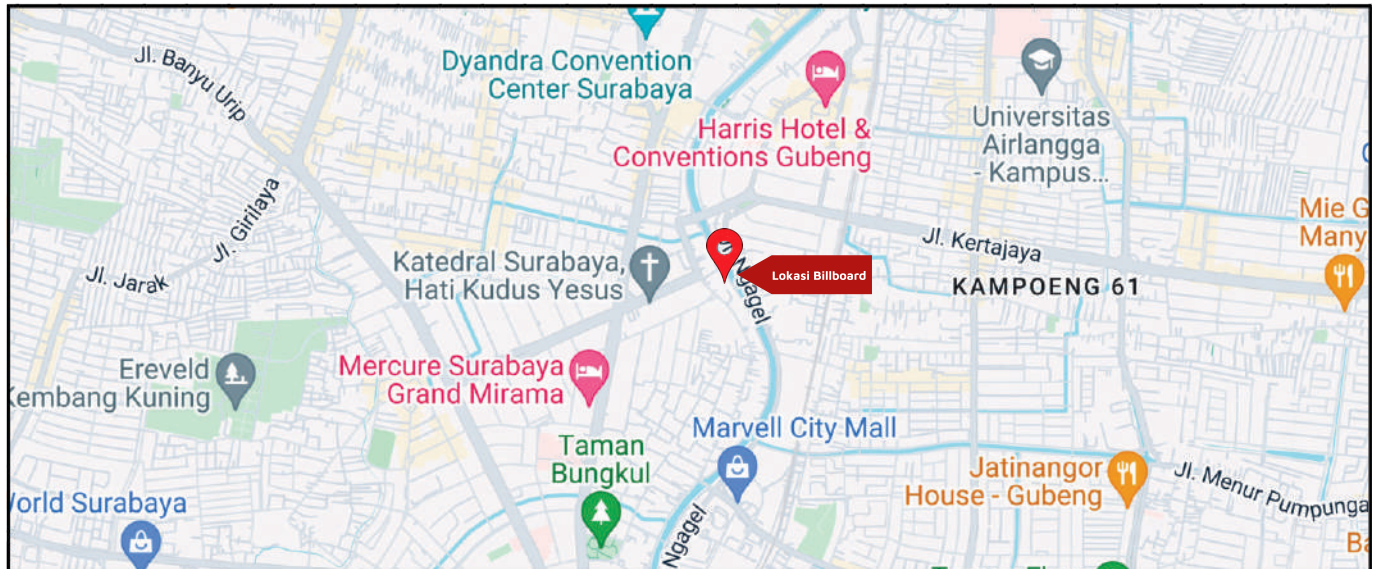 Jl. Banyu Urip
Dyandra Convention
Center Surabaya
Harris Hotel &
Conventions Gubeng
Universitas
Airlangga
- Kampus...
Jl. Girilaya
Jl. Jarak
Katedral Surabaya,
Hati Kudus Yesus
Ngagel
Lokasi Billboard
Jl. Kertajaya
KAMPOENG 61
Mie G
Many
Ereveld
Kembang Kuning
Mercure Surabaya
Grand Mirama
Taman
Bungkul
Marvell City Mall
Jatinangor
House - Gubeng
Jl. Menur Pumpunga
World Surabaya
Ngagel